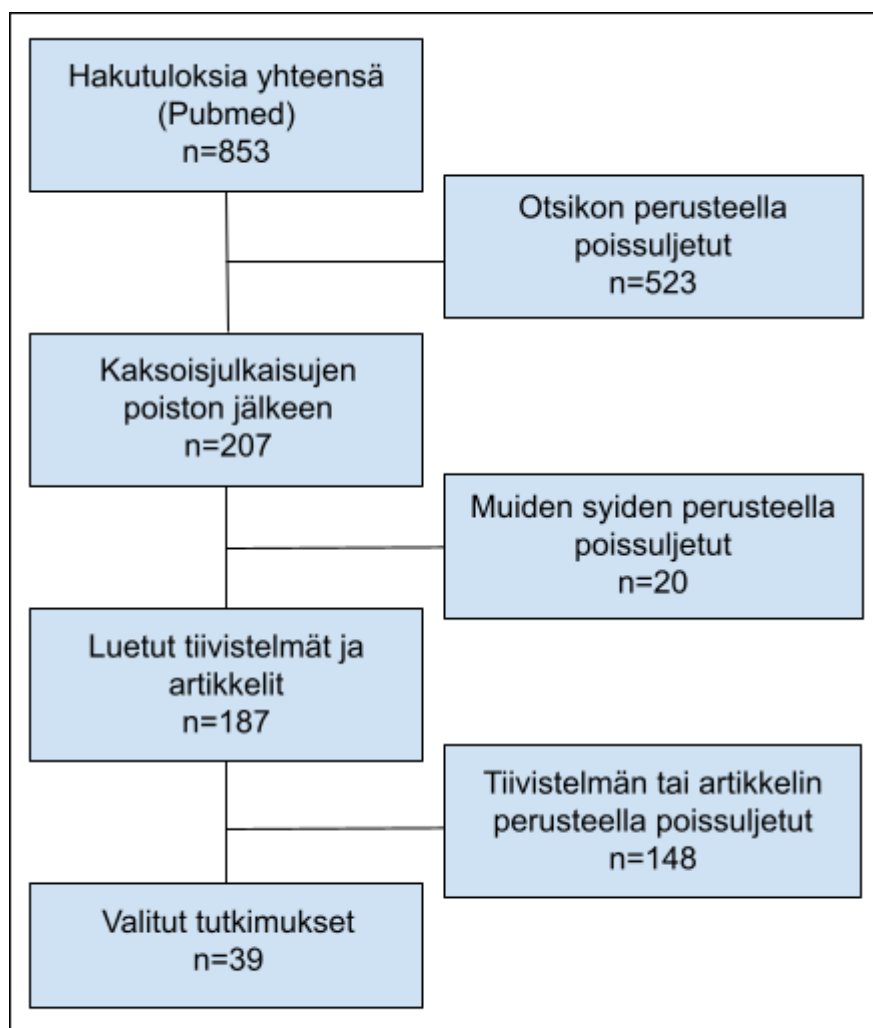 Hakutuloksia yhteensä
(Pubmed)
n=853
Otsikon perusteella
poissuljetut
n=523
Kaksoisjulkaisujen
poiston jälkeen
n=207
Muiden syiden perusteella
poissuljetut
n=20
Luetut tiivistelmät ja
artikkelit
n=187
Tiivistelmän tai artikkelin
perusteella poissuljetut
n=148
Valitut tutkimukset
n=39